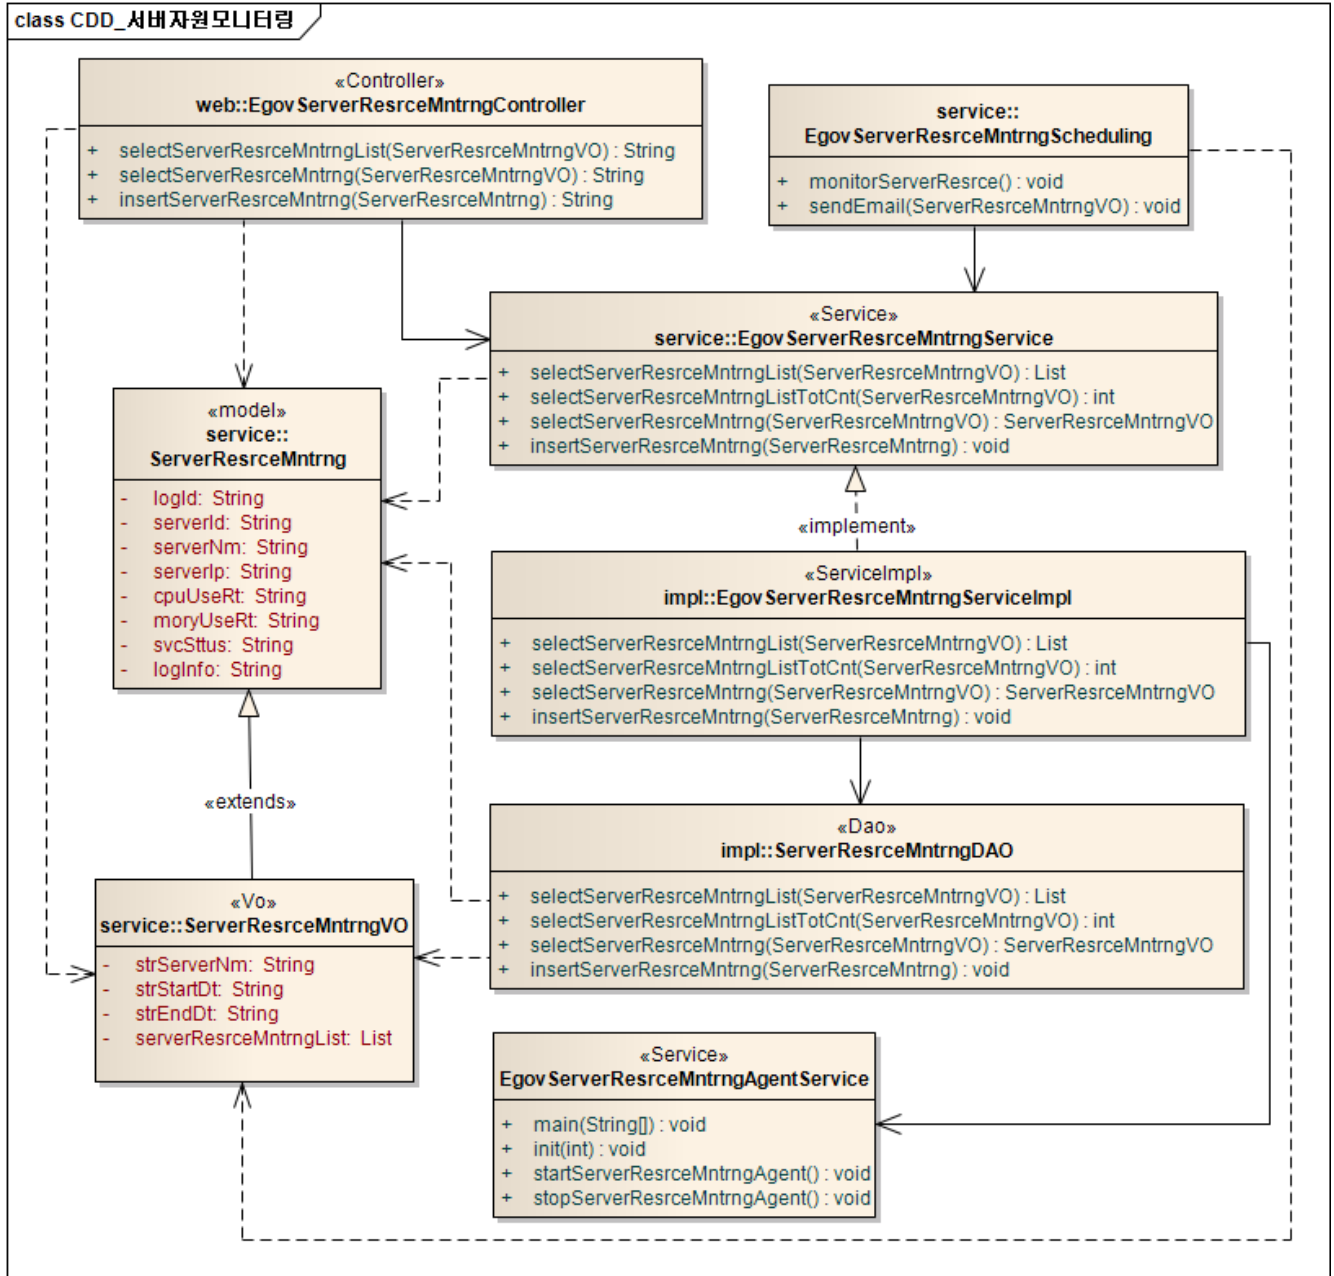 class CDD_서버자원모니터링
«Controller»
web::EgovServerResrceMntrngController
+ selectServerResrceMntrngList(ServerResrceMntrngVO) : String
+ selectServerResrceMntrng(ServerResrceMntrngVO) : String
+ insertServerResrceMntrng(ServerResrceMntrng) : String
service::
EgovServerResrceMntrngScheduling
+ monitorServerResrce() : void
+ sendEmail(ServerResrceMntrngVO) : void
«Service»
service::EgovServerResrceMntrngService
+ selectServerResrceMntrngList(ServerResrceMntrngVO) : List
+ selectServerResrceMntrngListTotCnt(ServerResrceMntrngVO) : int
+ selectServerResrceMntrng(ServerResrceMntrngVO) : ServerResrceMntrngVO
+ insertServerResrceMntrng(ServerResrceMntrng) : void
«model»
service::
ServerResrceMntrng
- logId: String
- serverId: String
- serverNm: String
- serverIp: String
- cpuUseRt: String
- moryUseRt: String
- svcSttus: String
- logInfo: String
«implement»
«ServiceImpl»
impl::EgovServerResrceMntrngServiceImpl
+ selectServerResrceMntrngList(ServerResrceMntrngVO) : List
+ selectServerResrceMntrngListTotCnt(ServerResrceMntrngVO) : int
+ selectServerResrceMntrng(ServerResrceMntrngVO) : ServerResrceMntrngVO
+ insertServerResrceMntrng(ServerResrceMntrng) : void
«extends»
«Dao»
impl::ServerResrceMntrngDAO
+ selectServerResrceMntrngList(ServerResrceMntrngVO) : List
+ selectServerResrceMntrngListTotCnt(ServerResrceMntrngVO) : int
+ selectServerResrceMntrng(ServerResrceMntrngVO) : ServerResrceMntrngVO
+ insertServerResrceMntrng(ServerResrceMntrng) : void
«Vo»
service::ServerResrceMntrngVO
- strServerNm: String
- strStartDt: String
- strEndDt: String
- serverResrceMntrngList: List
«Service»
EgovServerResrceMntrngAgentService
+ main(String[]) : void
+ init(int) : void
+ startServerResrceMntrngAgent() : void
+ stopServerResrceMntrngAgent() : void